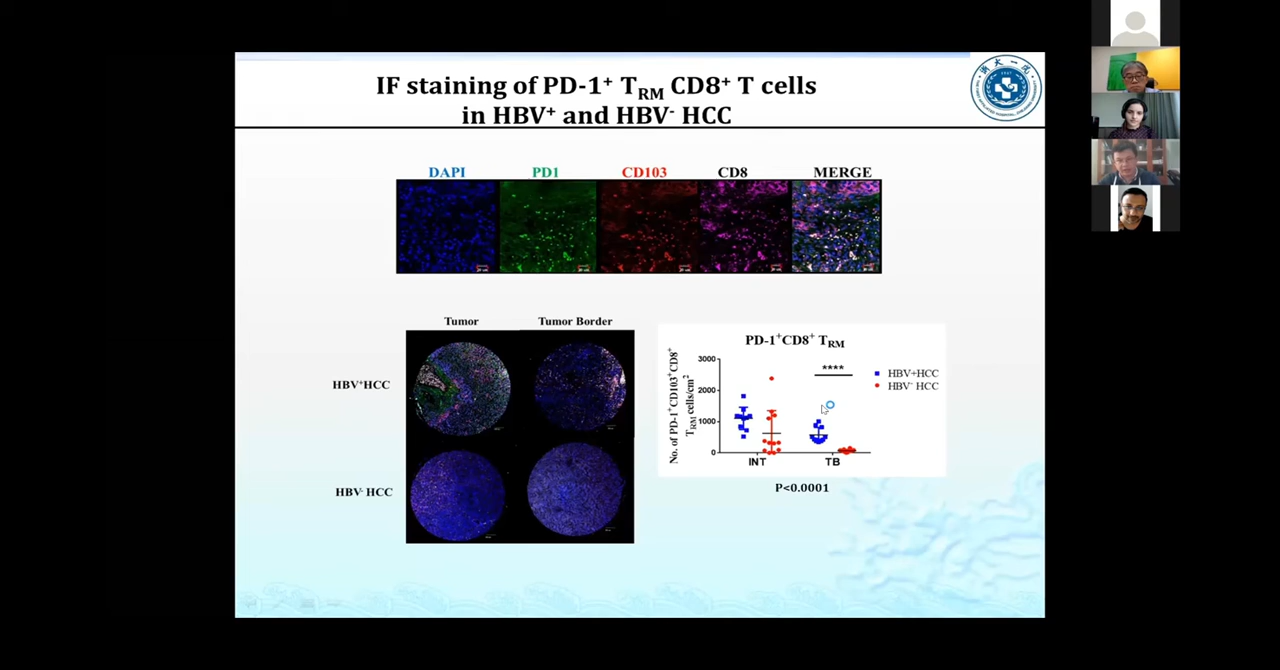 IF staining of PD-1⁺ T_RM CD8⁺ T cells
in HBV⁺ and HBV⁻ HCC
DAPI PD1 CD103 CD8 MERGE
Tumor Tumor Border
HBV⁺HCC
HBV⁻ HCC
PD-1⁺CD8⁺ T_RM
No. of PD-1⁺CD103⁺CD8⁺
T_RM cells/cm²
3000
2000
1000
0
****
HBV+HCC
HBV⁻ HCC
INT TB
P<0.0001